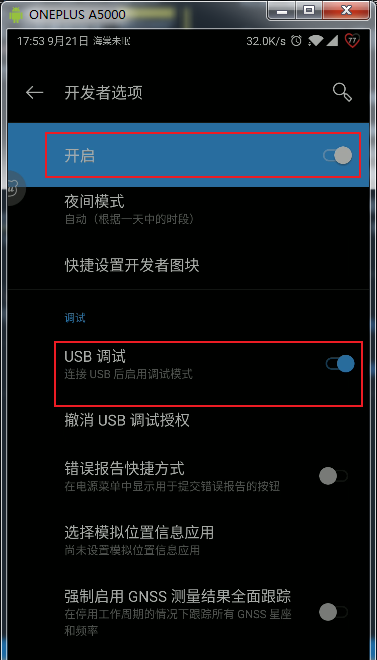 ONEPLUS A5000
17:53 9月21日 海棠未眠 32.0K/s 77
开发者选项
开启
夜间模式
自动（根据一天中的时段）
快捷设置开发者图块
调试
USB 调试
连接 USB 后启用调试模式
撤消 USB 调试授权
错误报告快捷方式
在电源菜单中显示用于提交错误报告的按钮
选择模拟位置信息应用
尚未设置模拟位置信息应用
强制启用 GNSS 测量结果全面跟踪
在停用工作周期的情况下跟踪所有 GNSS 星座
和频率